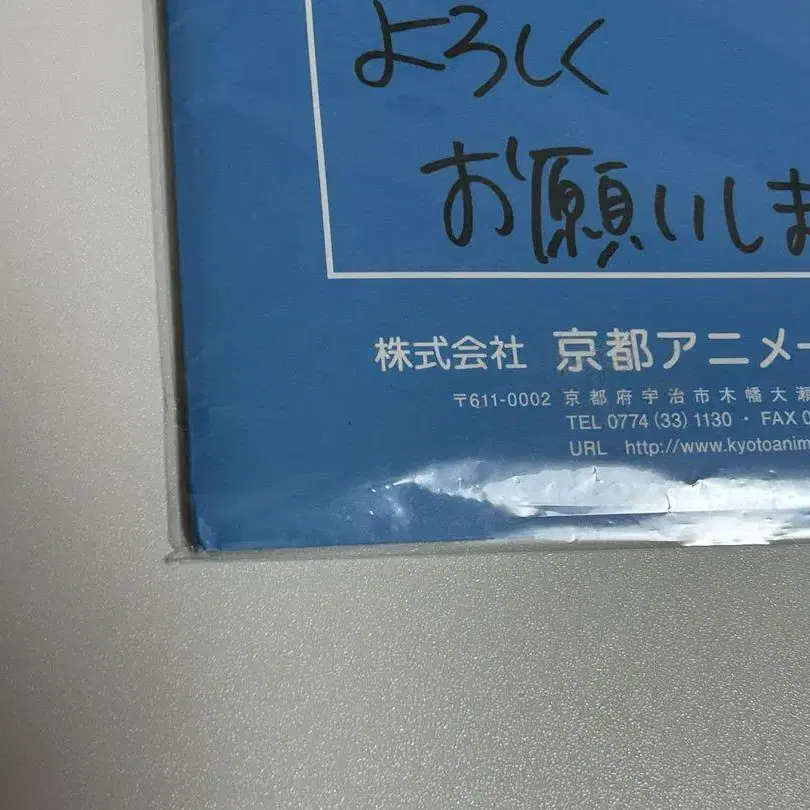 よろしく
お願いしま
株式会社 京都アニメー
〒611-0002 京都府宇治市木幡大瀬
TEL 0774 (33) 1130 ・ FAX 0
URL http://www.kyotoanim